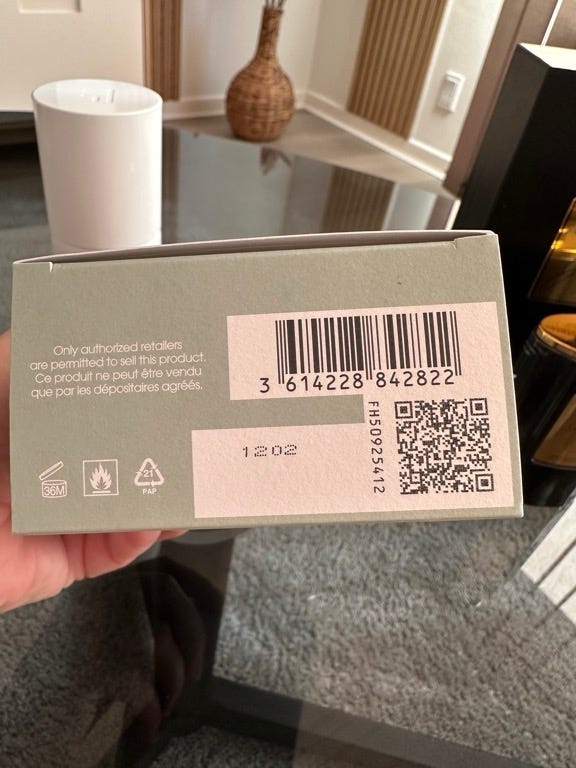 Only authorized retailers
are permitted to sell this product.
Ce produit ne peut être vendu
que par les dépositaires agréés.
3 614228 842822
FH50925412
1202
36M
21
PAP